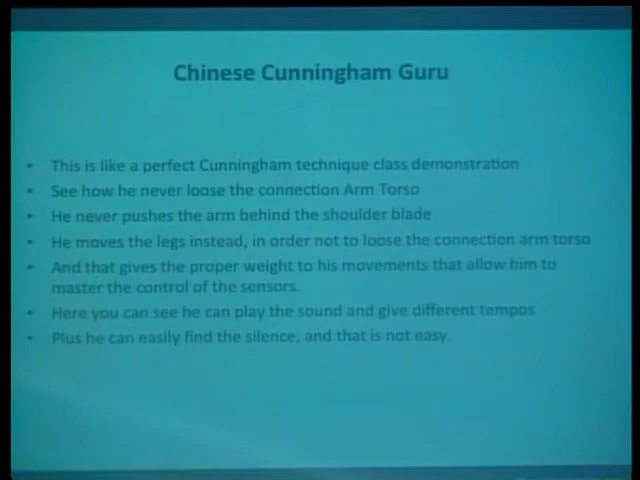 Chinese Cunningham Guru
• This is like a perfect Cunningham technique class demonstration
• See how he never loose the connection Arm Torso
• He never pushes the arm behind the shoulder blade
• He moves the legs instead, in order not to loose the connection arm torso
• And that gives the proper weight to his movements that allow him to
master the control of the sensors.
• Here you can see he can play the sound and give different tempos
• Plus he can easily find the silence, and that is not easy.